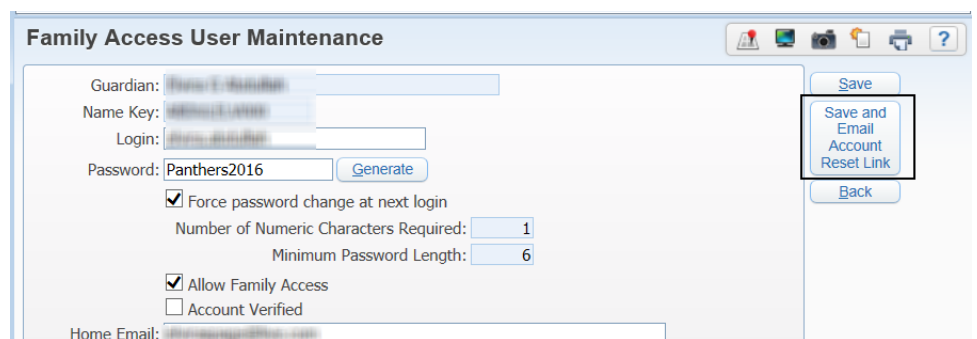 Family Access User Maintenance
?
Guardian:
Save
Name Key:
Save and
Email
Account
Reset Link
Login:
Password: Panthers2016 Generate
Back
Force password change at next login
Number of Numeric Characters Required: 1
Minimum Password Length: 6
Allow Family Access
Account Verified
Home Email: